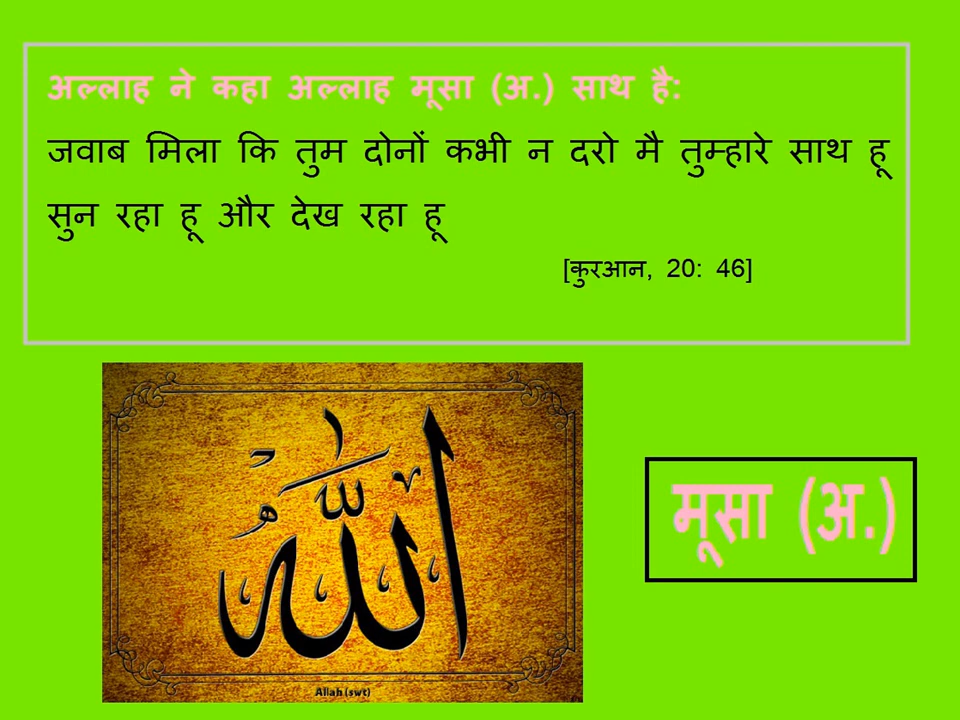 अल्लाह ने कहा अल्लाह मूसा (अ.) साथ है:
जवाब मिला कि तुम दोनों कभी न दरो मै तुम्हारे साथ हू
सुन रहा हू और देख रहा हू
[कुरआन, 20: 46]
الله
Allah (swt)
मूसा (अ.)